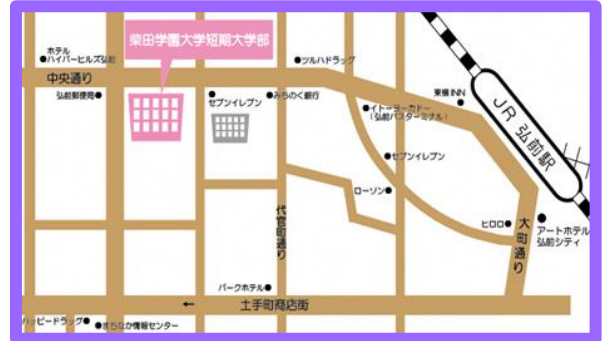 柴田学園大学短期大学部
ホテル
ハイパーヒルズ弘前
中央通り
弘前郵便局
セブンイレブン
みちのく銀行
ツルハドラッグ
東横INN
イトーヨーカドー
(弘前バスターミナル)
JR 弘前駅
セブンイレブン
ローソン
代官町通り
ヒロロ
大町通り
アートホテル
弘前シティ
パークホテル
←
土手町商店街
ハッピードラッグ
まちなか情報センター